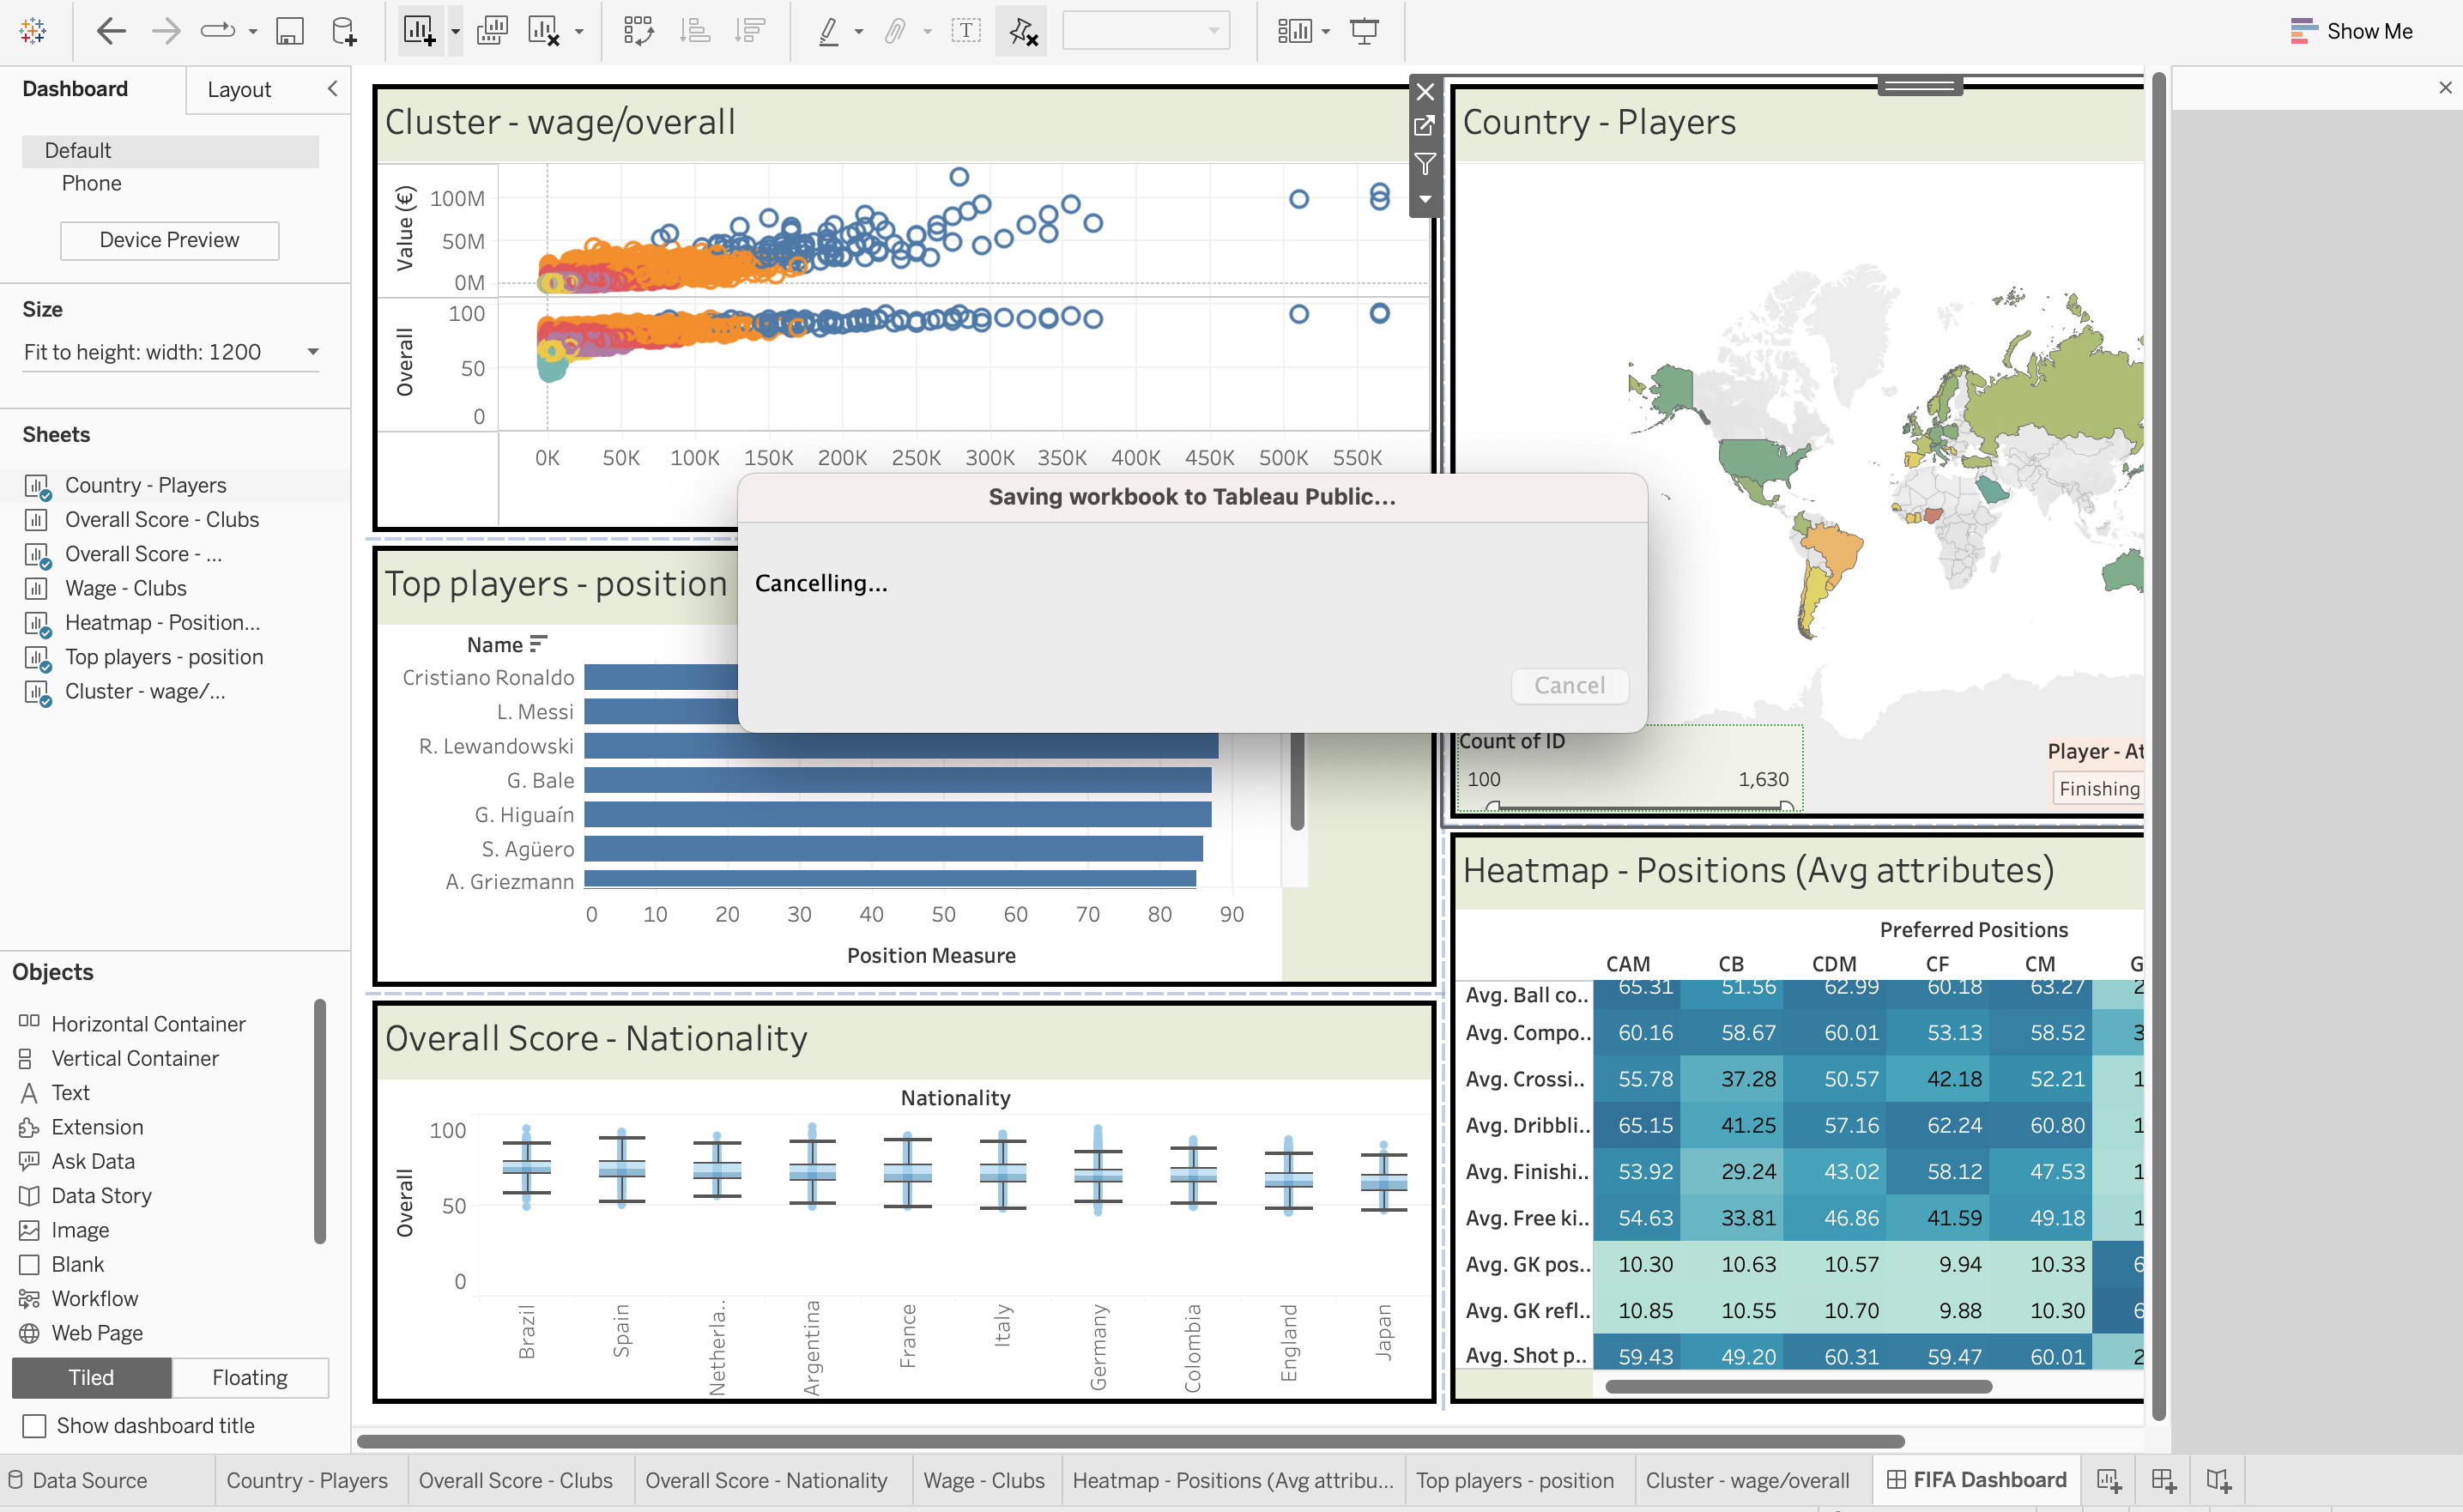 Show Me
Dashboard
Layout
Default
Phone
Device Preview
Size
Fit to height: width: 1200
Sheets
Country - Players
Overall Score - Clubs
Overall Score - ...
Wage - Clubs
Heatmap - Position...
Top players - position
Cluster - wage/...
Objects
Horizontal Container
Vertical Container
Text
Extension
Ask Data
Data Story
Image
Blank
Workflow
Web Page
Tiled
Floating
Show dashboard title
Cluster - wage/overall
Value (€)
100M
50M
0M
Overall
100
50
0
0K 50K 100K 150K 200K 250K 300K 350K 400K 450K 500K 550K
Country - Players
Count of ID
100 1,630
Player - At
Finishing
Saving workbook to Tableau Public...
Cancelling...
Cancel
Top players - position
Name
Cristiano Ronaldo
L. Messi
R. Lewandowski
G. Bale
G. Higuaín
S. Agüero
A. Griezmann
0 10 20 30 40 50 60 70 80 90
Position Measure
Overall Score - Nationality
Nationality
Overall
100
50
0
Brazil Spain Netherla.. Argentina France Italy Germany Colombia England Japan
Heatmap - Positions (Avg attributes)
Preferred Positions
CAM CB CDM CF CM G
Avg. Ball co.. 65.31 51.56 62.99 60.18 63.27 2
Avg. Compo.. 60.16 58.67 60.01 53.13 58.52 3
Avg. Crossi.. 55.78 37.28 50.57 42.18 52.21 1
Avg. Dribbli.. 65.15 41.25 57.16 62.24 60.80 1
Avg. Finishi.. 53.92 29.24 43.02 58.12 47.53 1
Avg. Free ki.. 54.63 33.81 46.86 41.59 49.18 1
Avg. GK pos.. 10.30 10.63 10.57 9.94 10.33 6
Avg. GK refl.. 10.85 10.55 10.70 9.88 10.30 6
Avg. Shot p.. 59.43 49.20 60.31 59.47 60.01 2
Data Source
Country - Players
Overall Score - Clubs
Overall Score - Nationality
Wage - Clubs
Heatmap - Positions (Avg attribu...
Top players - position
Cluster - wage/overall
FIFA Dashboard